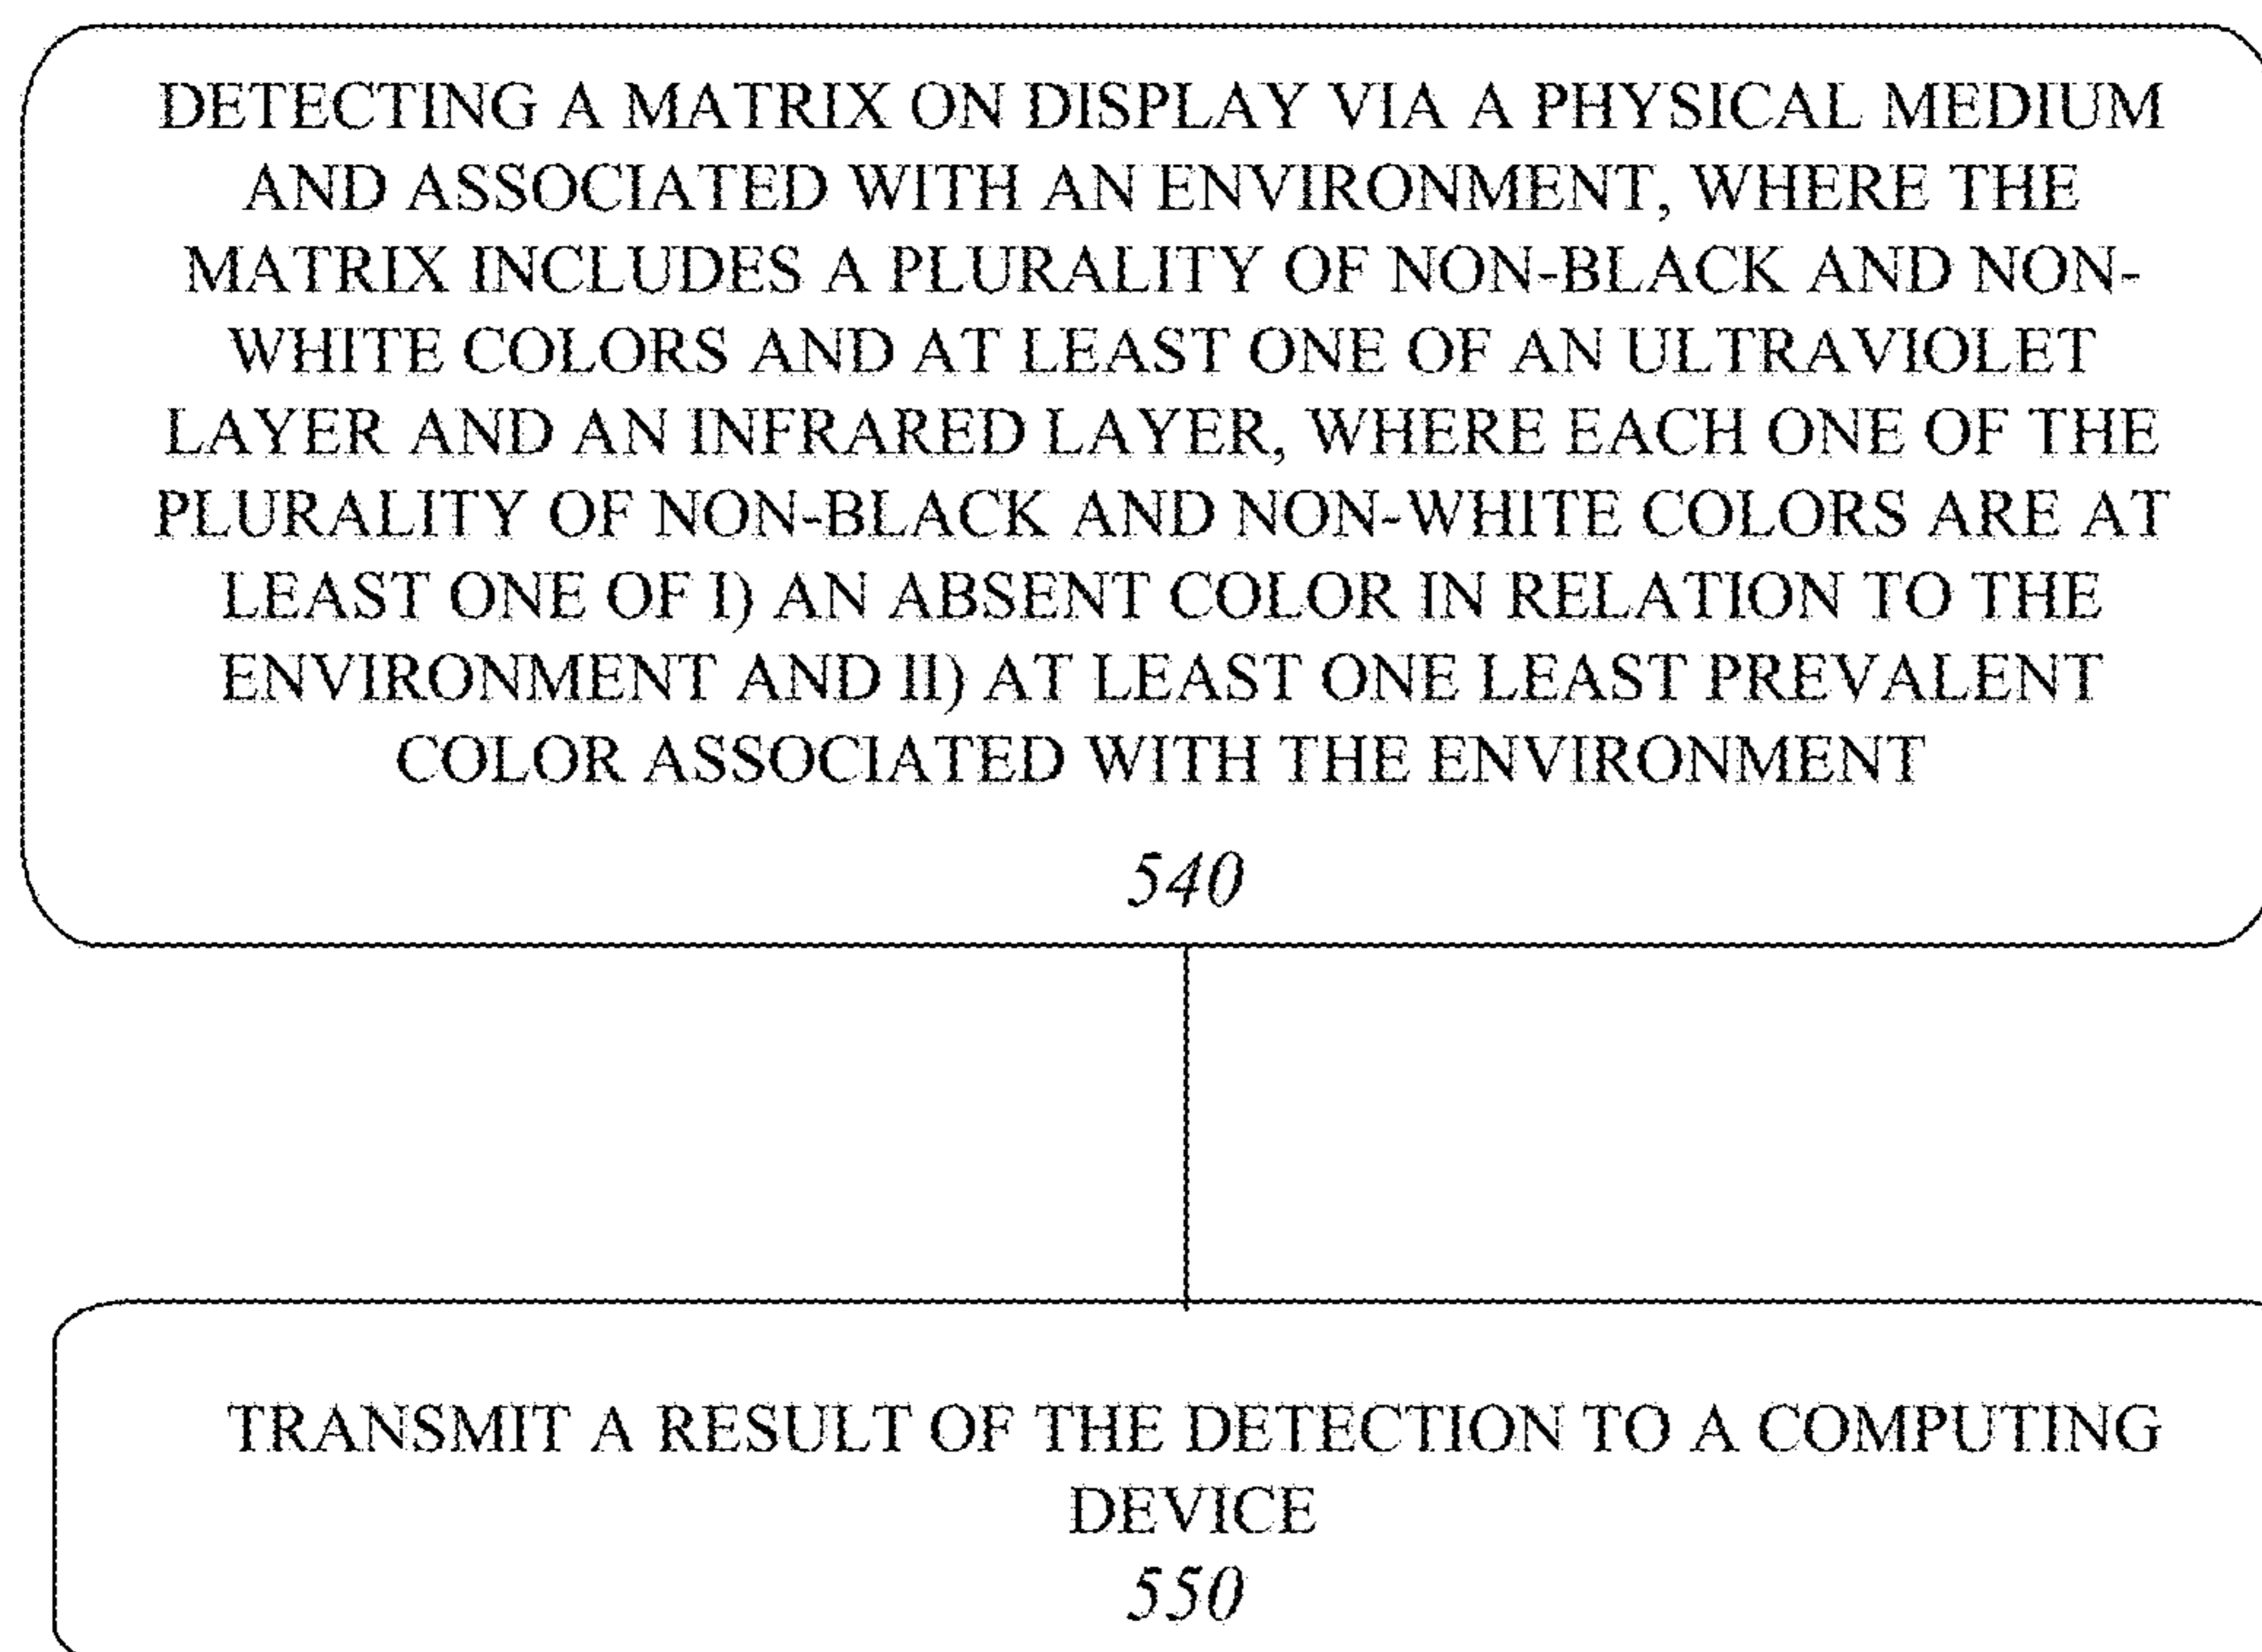 DETECTING A MATRIX ON DISPLAY VIA A PHYSICAL MEDIUM
AND ASSOCIATED WITH AN ENVIRONMENT, WHERE THE
MATRIX INCLUDES A PLURALITY OF NON-BLACK AND NON-
WHITE COLORS AND AT LEAST ONE OF AN ULTRAVIOLET
LAYER AND AN INFRARED LAYER, WHERE EACH ONE OF THE
PLURALITY OF NON-BLACK AND NON-WHITE COLORS ARE AT
LEAST ONE OF I) AN ABSENT COLOR IN RELATION TO THE
ENVIRONMENT AND II) AT LEAST ONE LEAST PREVALENT
COLOR ASSOCIATED WITH THE ENVIRONMENT
540
TRANSMIT A RESULT OF THE DETECTION TO A COMPUTING
DEVICE
550